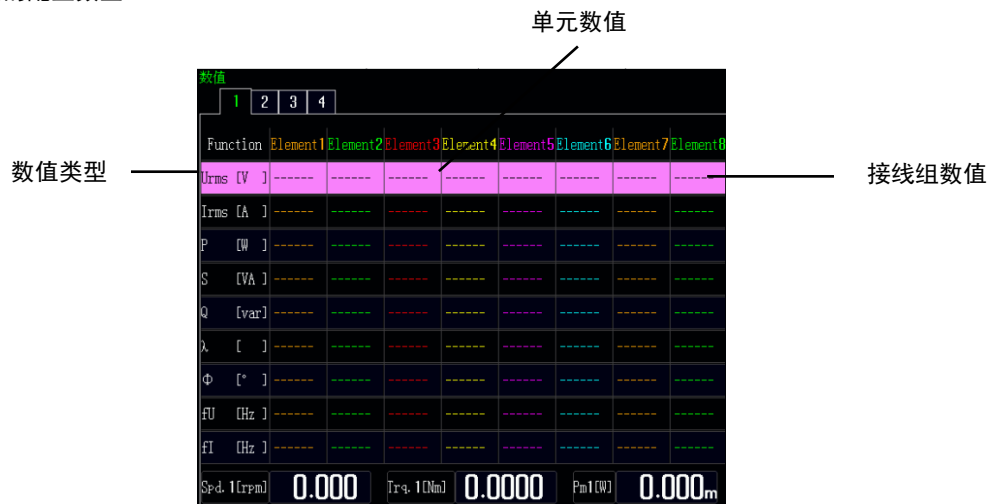 单元数值
数值
1 2 3 4
Function Element1 Element2 Element3 Element4 Element5 Element6 Element7 Element8
数值类型
接线组数值
Urms [V ] ------ ------ ------ ------ ------ ------ ------ ------
Irms [A ] ------ ------ ------ ------ ------ ------ ------ ------
P [W ] ------ ------ ------ ------ ------ ------ ------ ------
S [VA ] ------ ------ ------ ------ ------ ------ ------ ------
Q [var] ------ ------ ------ ------ ------ ------ ------ ------
λ [ ] ------ ------ ------ ------ ------ ------ ------ ------
Φ [° ] ------ ------ ------ ------ ------ ------ ------ ------
fU [Hz ] ------ ------ ------ ------ ------ ------ ------ ------
fI [Hz ] ------ ------ ------ ------ ------ ------ ------ ------
Spd.1[rpm] 0.000 Trq.1[Nm] 0.0000 Pm1[W] 0.000m